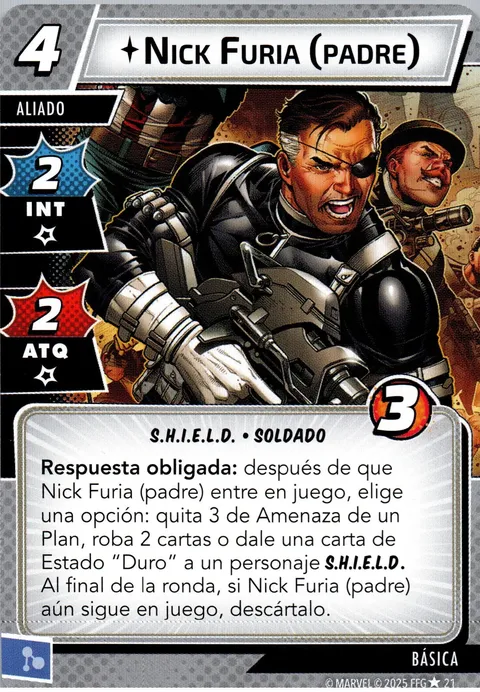 4
Nick Furia (padre)
ALIADO
2
INT
2
ATQ
3
S.H.I.E.L.D. • SOLDADO
Respuesta obligada: después de que
Nick Furia (padre) entre en juego, elige
una opción: quita 3 de Amenaza de un
Plan, roba 2 cartas o dale una carta de
Estado "Duro" a un personaje S.H.I.E.L.D.
Al final de la ronda, si Nick Furia (padre)
aún sigue en juego, descártalo.
BÁSICA
© MARVEL © 2025 FFG ★ 21